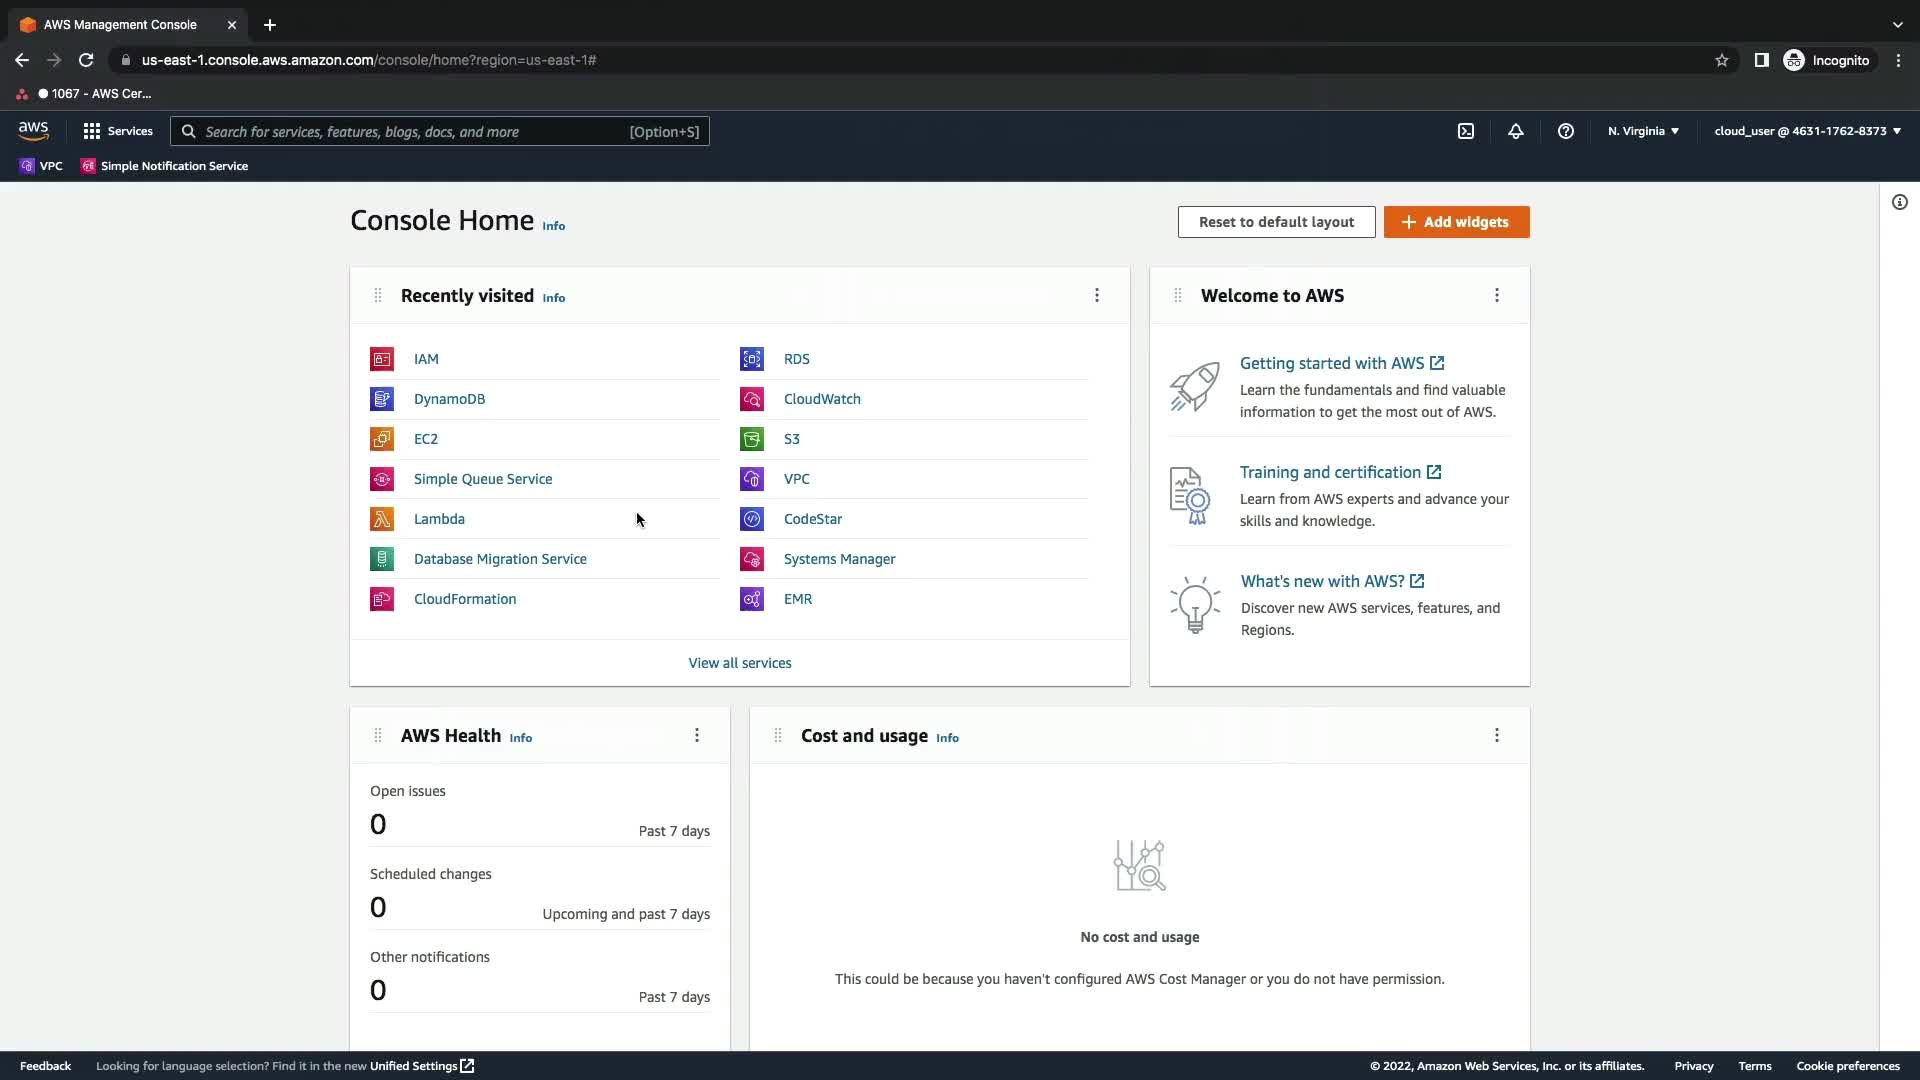 AWS Management Console
us-east-1.console.aws.amazon.com/console/home?region=us-east-1#
Incognito
1067 - AWS Cer...
aws
Services
Search for services, features, blogs, docs, and more
[Option+S]
N. Virginia
cloud_user @ 4631-1762-8373
VPC
Simple Notification Service
Console Home Info
Reset to default layout
Add widgets
Recently visited Info
IAM
DynamoDB
EC2
Simple Queue Service
Lambda
Database Migration Service
CloudFormation
RDS
CloudWatch
S3
VPC
CodeStar
Systems Manager
EMR
View all services
Welcome to AWS
Getting started with AWS
Learn the fundamentals and find valuable
information to get the most out of AWS.
Training and certification
Learn from AWS experts and advance your
skills and knowledge.
What's new with AWS?
Discover new AWS services, features, and
Regions.
AWS Health Info
Open issues
0
Past 7 days
Scheduled changes
0
Upcoming and past 7 days
Other notifications
0
Past 7 days
Cost and usage Info
No cost and usage
This could be because you haven't configured AWS Cost Manager or you do not have permission.
Feedback
Looking for language selection? Find it in the new Unified Settings
© 2022, Amazon Web Services, Inc. or its affiliates.
Privacy
Terms
Cookie preferences